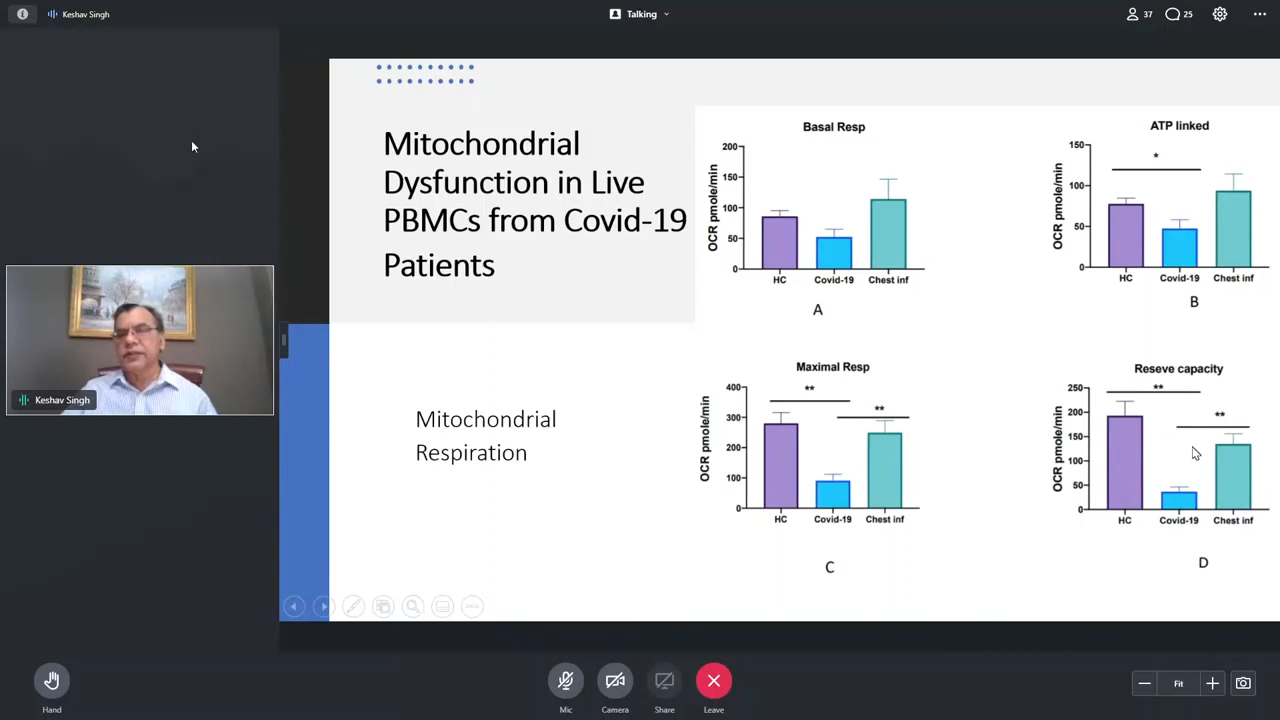 Keshav Singh
Talking
37
25
Mitochondrial
Dysfunction in Live
PBMCs from Covid-19
Patients
Mitochondrial
Respiration
Basal Resp
OCR pmole/min
200
150
100
50
0
HC Covid-19 Chest inf
A
ATP linked
OCR pmole/min
150
100
50
0
*
HC Covid-19 Chest inf
B
Maximal Resp
OCR pmole/min
400
300
200
100
0
**
**
HC Covid-19 Chest inf
C
Reseve capacity
OCR pmole/min
250
200
150
100
50
0
**
**
HC Covid-19 Chest inf
D
Keshav Singh
Hand
Mic
Camera
Share
Leave
Fit